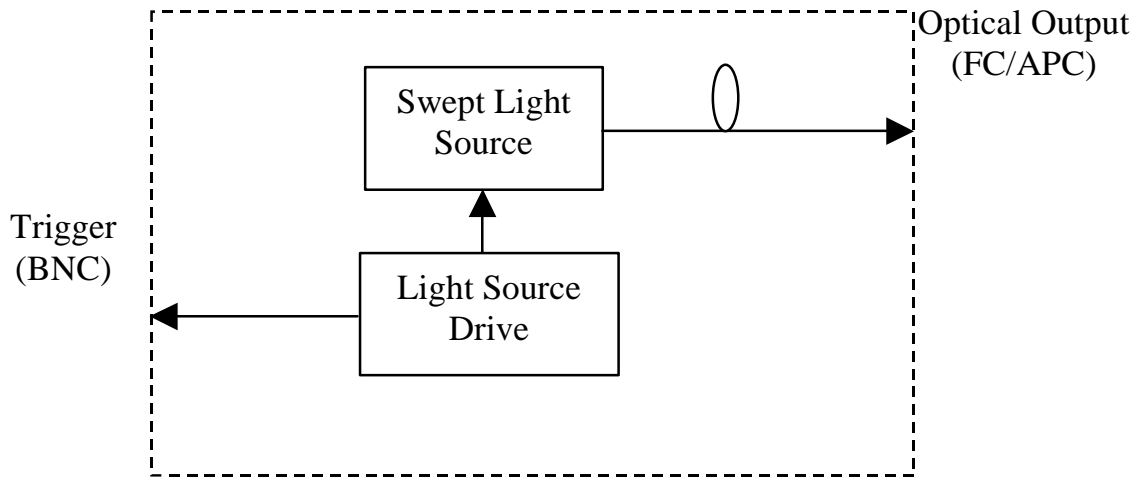 Optical Output
(FC/APC)
Swept Light
Source
Trigger
(BNC)
Light Source
Drive